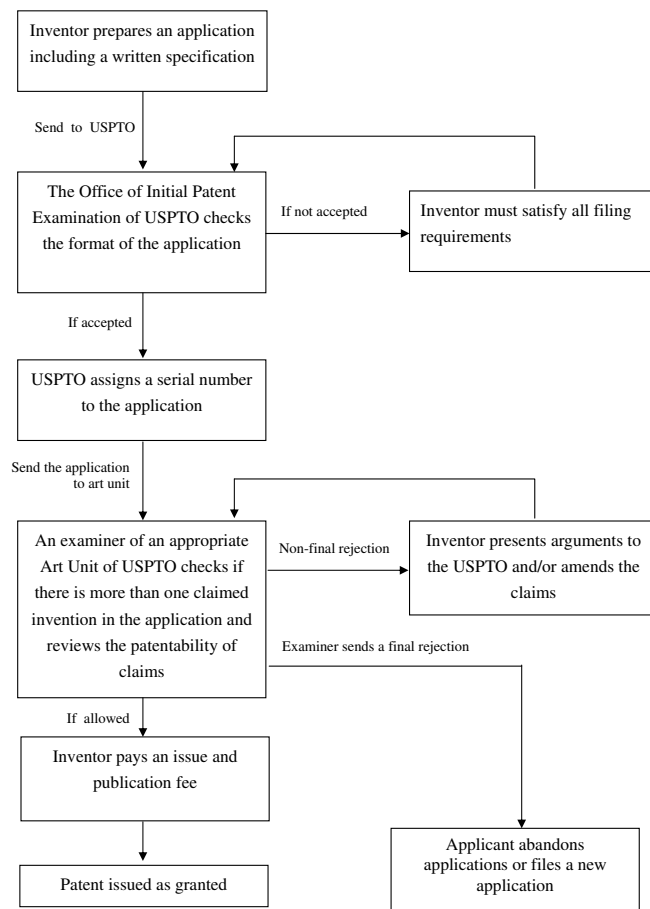 Inventor prepares an application
including a written specification
Send to USPTO
The Office of Initial Patent
Examination of USPTO checks
the format of the application
If not accepted
Inventor must satisfy all filing
requirements
If accepted
USPTO assigns a serial number
to the application
Send the application
to art unit
An examiner of an appropriate
Art Unit of USPTO checks if
there is more than one claimed
invention in the application and
reviews the patentability of
claims
Non-final rejection
Inventor presents arguments to
the USPTO and/or amends the
claims
Examiner sends a final rejection
If allowed
Inventor pays an issue and
publication fee
Patent issued as granted
Applicant abandons
applications or files a new
application